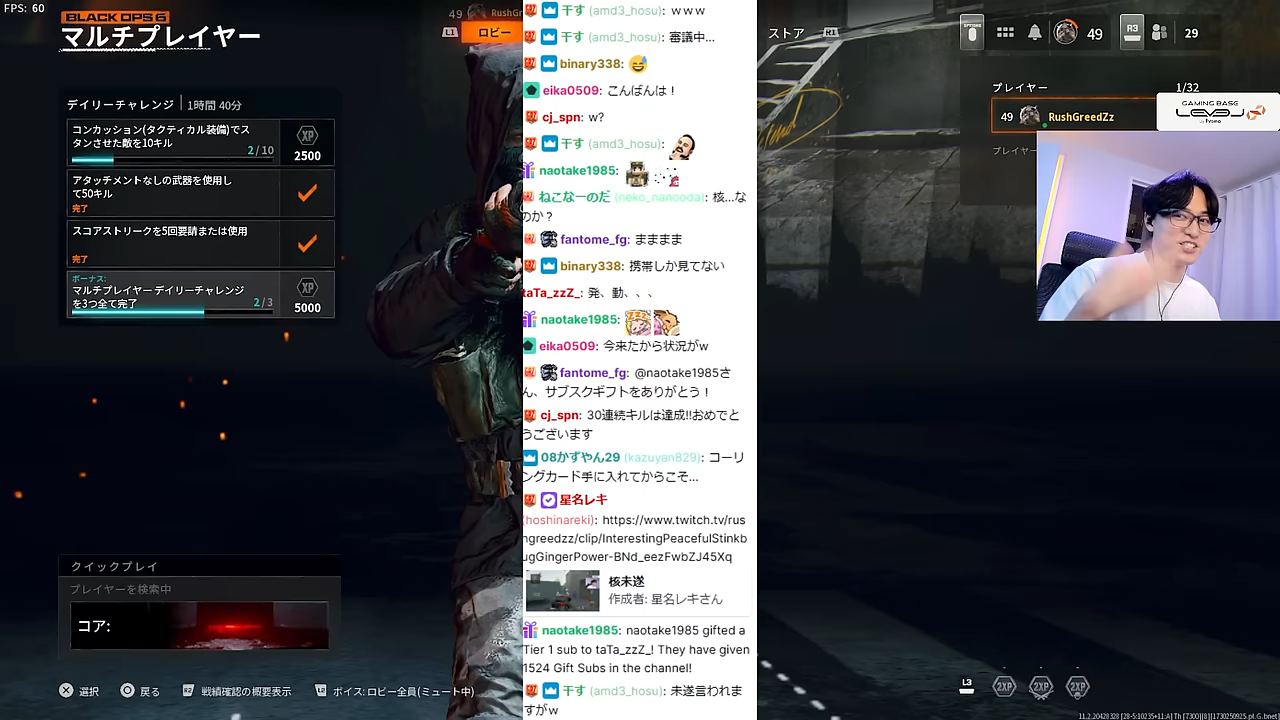 FPS: 60
BLACK OPS 6
マルチプレイヤー
49
RushGr
L1
ロビー
デイリーチャレンジ
1時間 40分
コンカッション(タクティカル装備)でス
タンさせた敵で10キル
2/10
XP
2500
アタッチメントなしの武器を使用し
て50キル
完了
スコアストリークを5回要請または使用
完了
ボーナス:
マルチプレイヤー デイリーチャレンジ
を3つ全て完了
2/3
XP
5000
クイックプレイ
プレイヤーを検索中
コア:
戻る
ボイス: ロビー全員(ミュート中)
干す (amd3_hosu): ｗｗｗ
干す (amd3_hosu): 審議中…
binary338:
eika0509: こんばんは！
cj_spn: w?
干す (amd3_hosu):
naotake1985:
ねこなーのだ (neko_nanooda): 核…な
のか？
fantome_fg: まままま
binary338: 携帯しか見てない
taTa_zzZ_: 発、動、、、
naotake1985:
eika0509: 今来たから状況がw
fantome_fg: @naotake1985さ
ん、サブスクギフトをありがとう！
cj_spn: 30連続キルは達成!!おめでと
うございます
08かずやん29 (kazuyan829): コーリ
ングカード手に入れてからこそ…
星名レキ
(hoshinareki): https://www.twitch.tv/rus
hgreedzz/clip/InterestingPeacefulStinkb
ugGingerPower-BNd_eezFwbZJ45Xq
核未遂
作成者: 星名レキさん
naotake1985: naotake1985 gifted a
Tier 1 sub to taTa_zzZ_! They have given
1524 Gift Subs in the channel!
干す (amd3_hosu): 未遂言われま
すがw
ストア
R1
OPTIONS
49
R3
29
プレイヤー
1/32
49
RushGreedZz
GAMING BASE
LEVEL∞
プレイヤー
L3
2XP
2XP
2XP